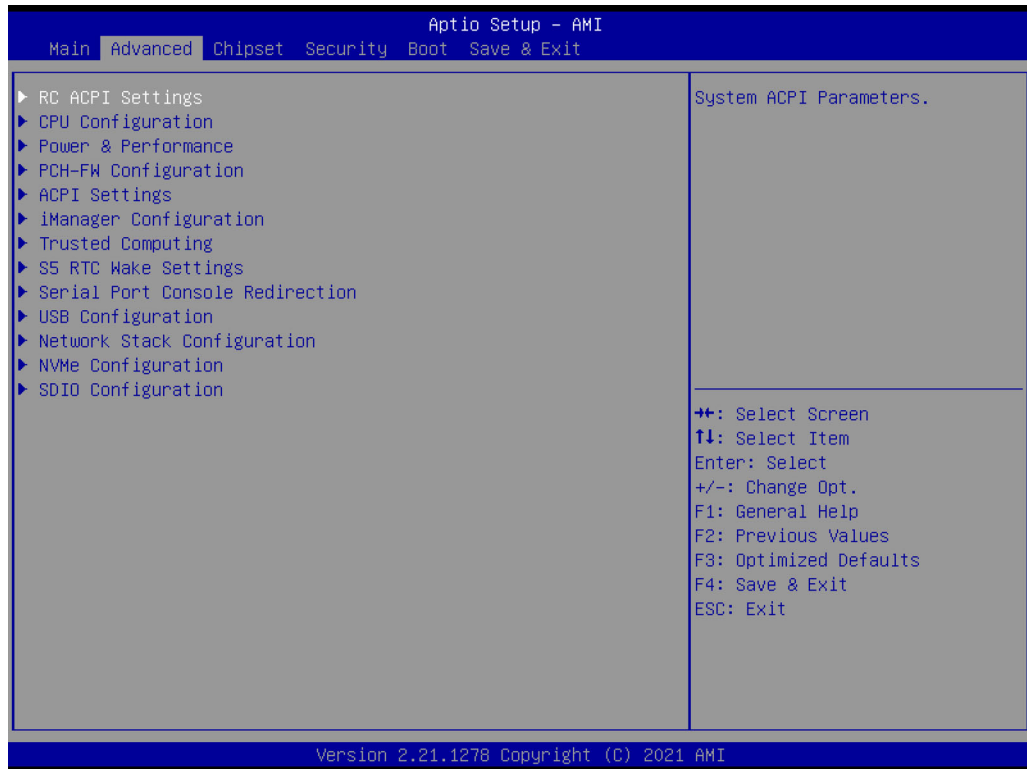 Aptio Setup - AMI
Main Advanced Chipset Security Boot Save & Exit
RC ACPI Settings
CPU Configuration
Power & Performance
PCH-FW Configuration
ACPI Settings
iManager Configuration
Trusted Computing
S5 RTC Wake Settings
Serial Port Console Redirection
USB Configuration
Network Stack Configuration
NVMe Configuration
SDIO Configuration
System ACPI Parameters.
→←: Select Screen
↑↓: Select Item
Enter: Select
+/-: Change Opt.
F1: General Help
F2: Previous Values
F3: Optimized Defaults
F4: Save & Exit
ESC: Exit
Version 2.21.1278 Copyright (C) 2021 AMI